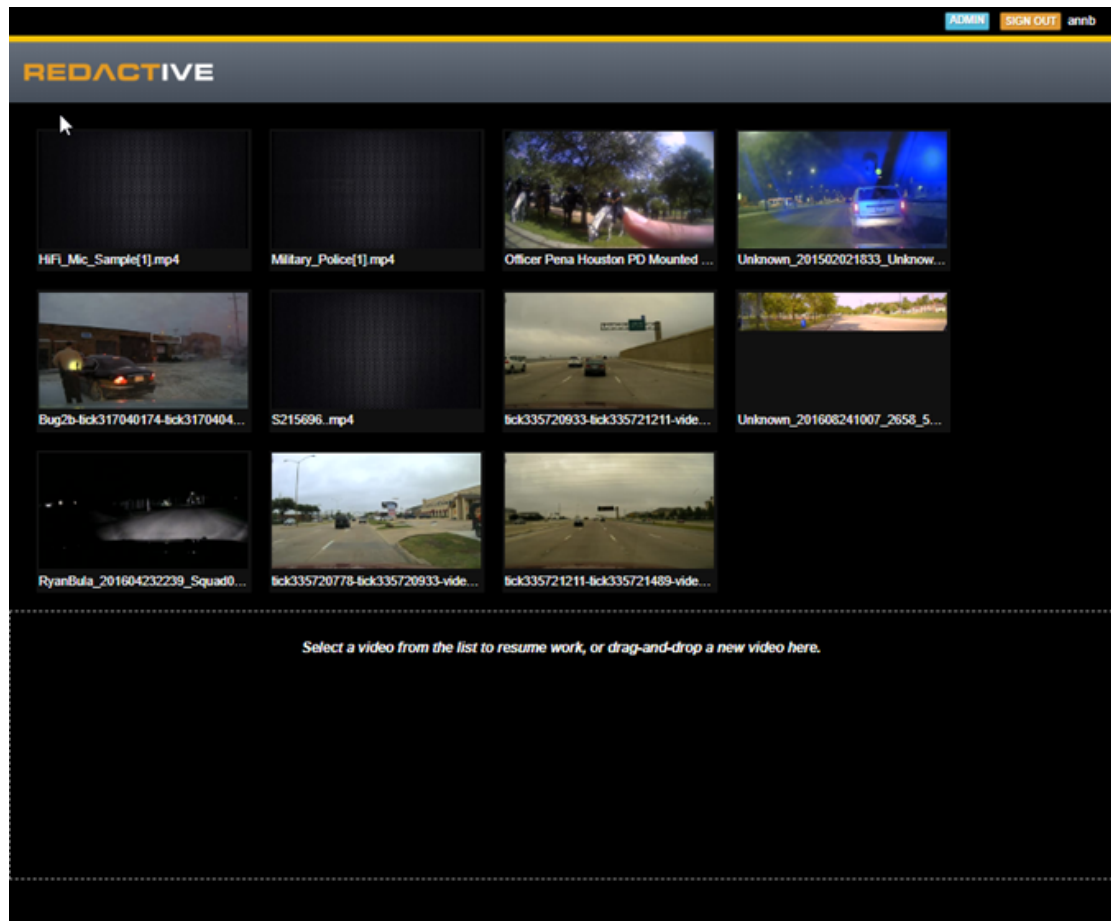 ADMIN SIGN OUT annb
REDACTIVE
HiFi_Mic_Sample[1].mp4
Military_Police[1].mp4
Officer Pena Houston PD Mounted ...
Unknown_201502021833_Unknow...
Bug2b-tick317040174-tick3170404...
S215696..mp4
tick335720933-tick335721211-vide...
Unknown_201608241007_2658_5...
RyanBula_201604232239_Squad0...
tick335720778-tick335720933-vide...
tick335721211-tick335721489-vide...
Select a video from the list to resume work, or drag-and-drop a new video here.